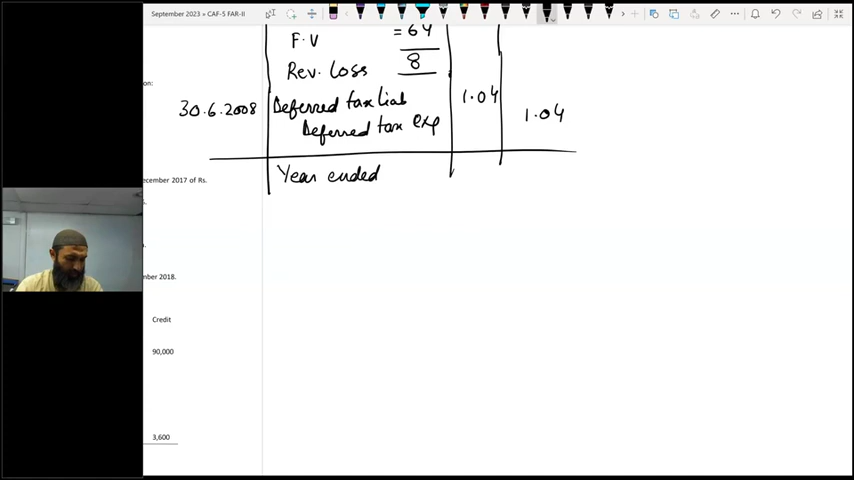 September 2023 » CAF-5 FAR-II
F.V = 64
Rev. Loss 8
30.6.2008 Deferred tax liab 1.04
Deferred tax exp 1.04
Year ended
on:
ecember 2017 of Rs.
mber 2018.
Credit
90,000
3,600